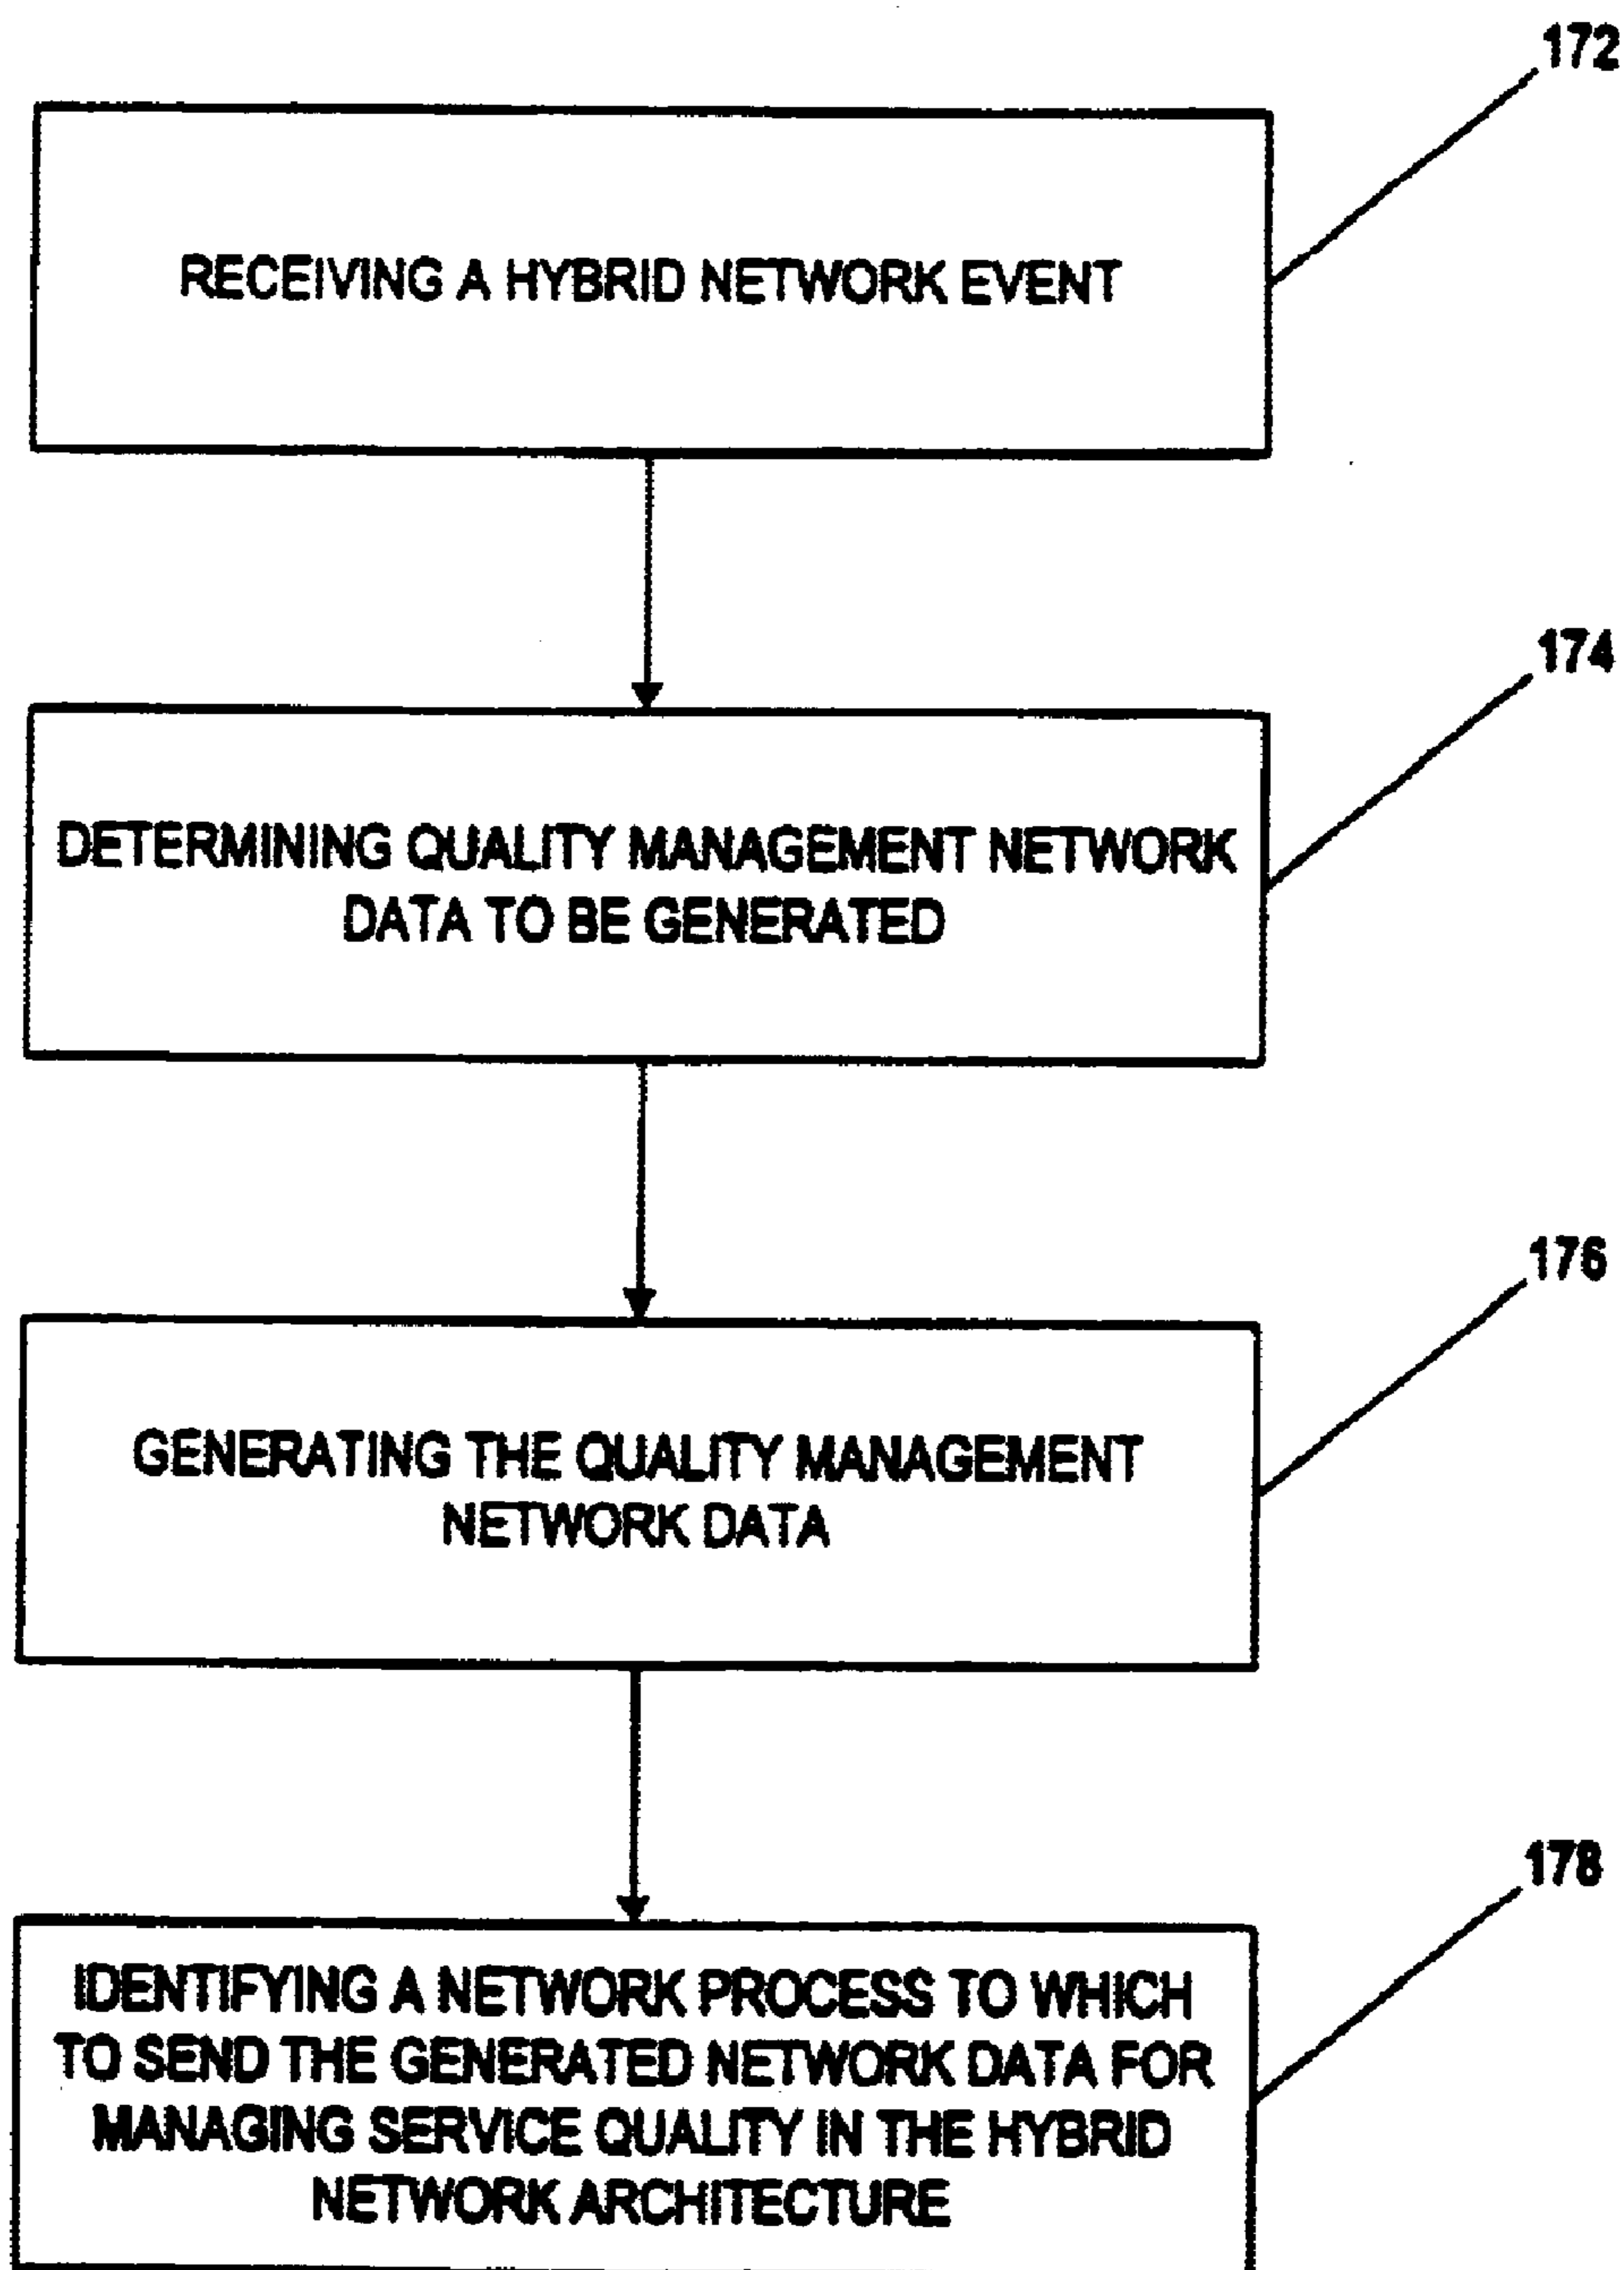 172
RECEIVING A HYBRID NETWORK EVENT
174
DETERMINING QUALITY MANAGEMENT NETWORK
DATA TO BE GENERATED
176
GENERATING THE QUALITY MANAGEMENT
NETWORK DATA
178
IDENTIFYING A NETWORK PROCESS TO WHICH
TO SEND THE GENERATED NETWORK DATA FOR
MANAGING SERVICE QUALITY IN THE HYBRID
NETWORK ARCHITECTURE